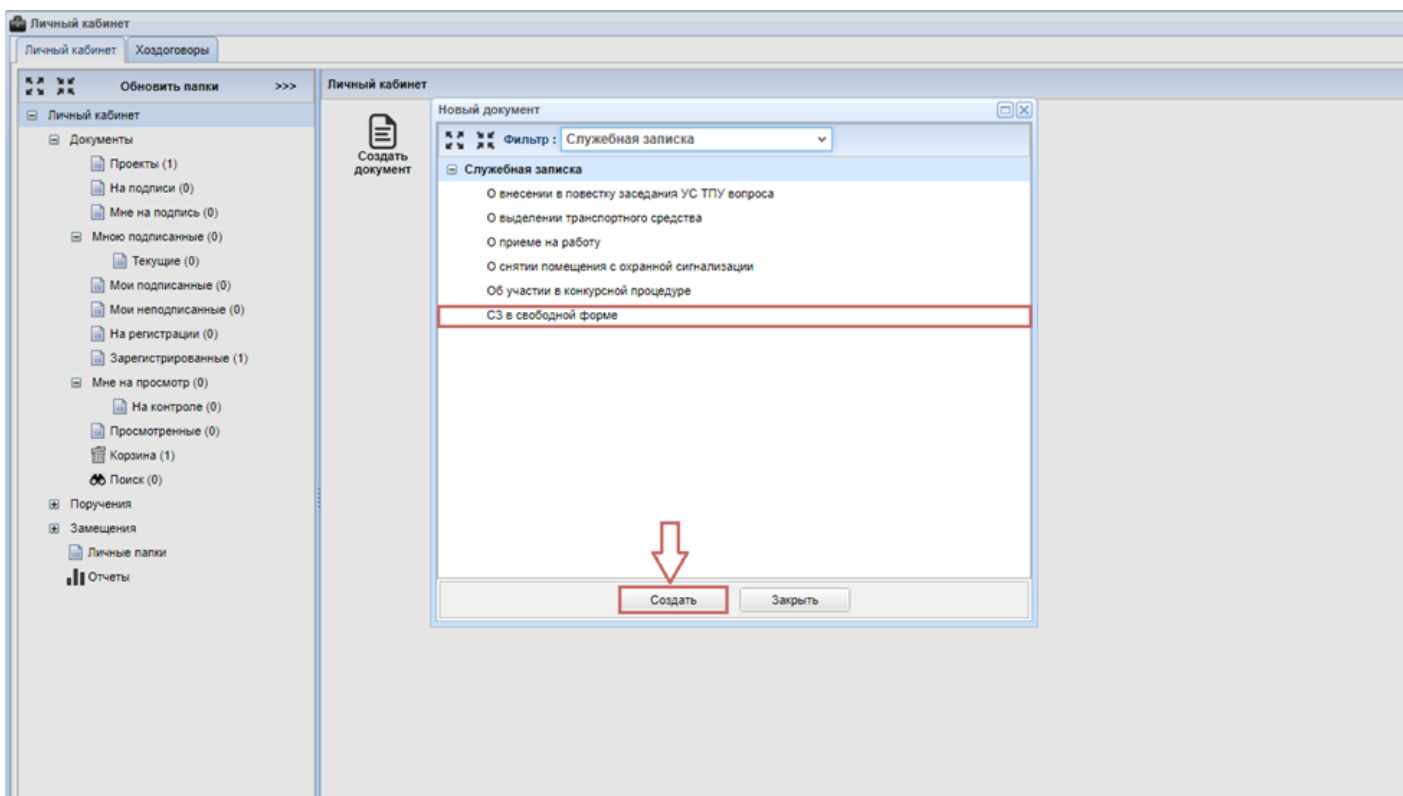 Личный кабинет
Личный кабинет Хоздоговоры
Обновить папки >>>
Личный кабинет
Документы
Проекты (1)
На подписи (0)
Мне на подпись (0)
Мною подписанные (0)
Текущие (0)
Мои подписанные (0)
Мои неподписанные (0)
На регистрации (0)
Зарегистрированные (1)
Мне на просмотр (0)
На контроле (0)
Просмотренные (0)
Корзина (1)
Поиск (0)
Поручения
Замещения
Личные папки
Отчеты
Личный кабинет
Создать
документ
Новый документ
Фильтр : Служебная записка
Служебная записка
О внесении в повестку заседания УС ТПУ вопроса
О выделении транспортного средства
О приеме на работу
О снятии помещения с охранной сигнализации
Об участии в конкурсной процедуре
СЗ в свободной форме
Создать Закрыть